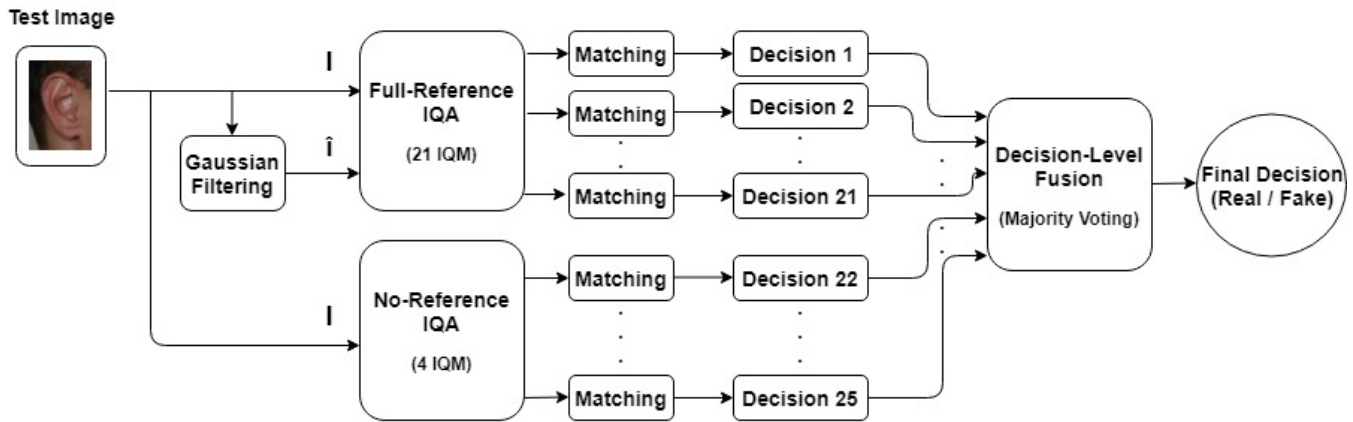 Test Image
I
Gaussian
Filtering
Î
Full-Reference
IQA
(21 IQM)
I
No-Reference
IQA
(4 IQM)
Matching
Decision 1
Matching
Decision 2
Matching
Decision 21
Matching
Decision 22
Matching
Decision 25
Decision-Level
Fusion
(Majority Voting)
Final Decision
(Real / Fake)